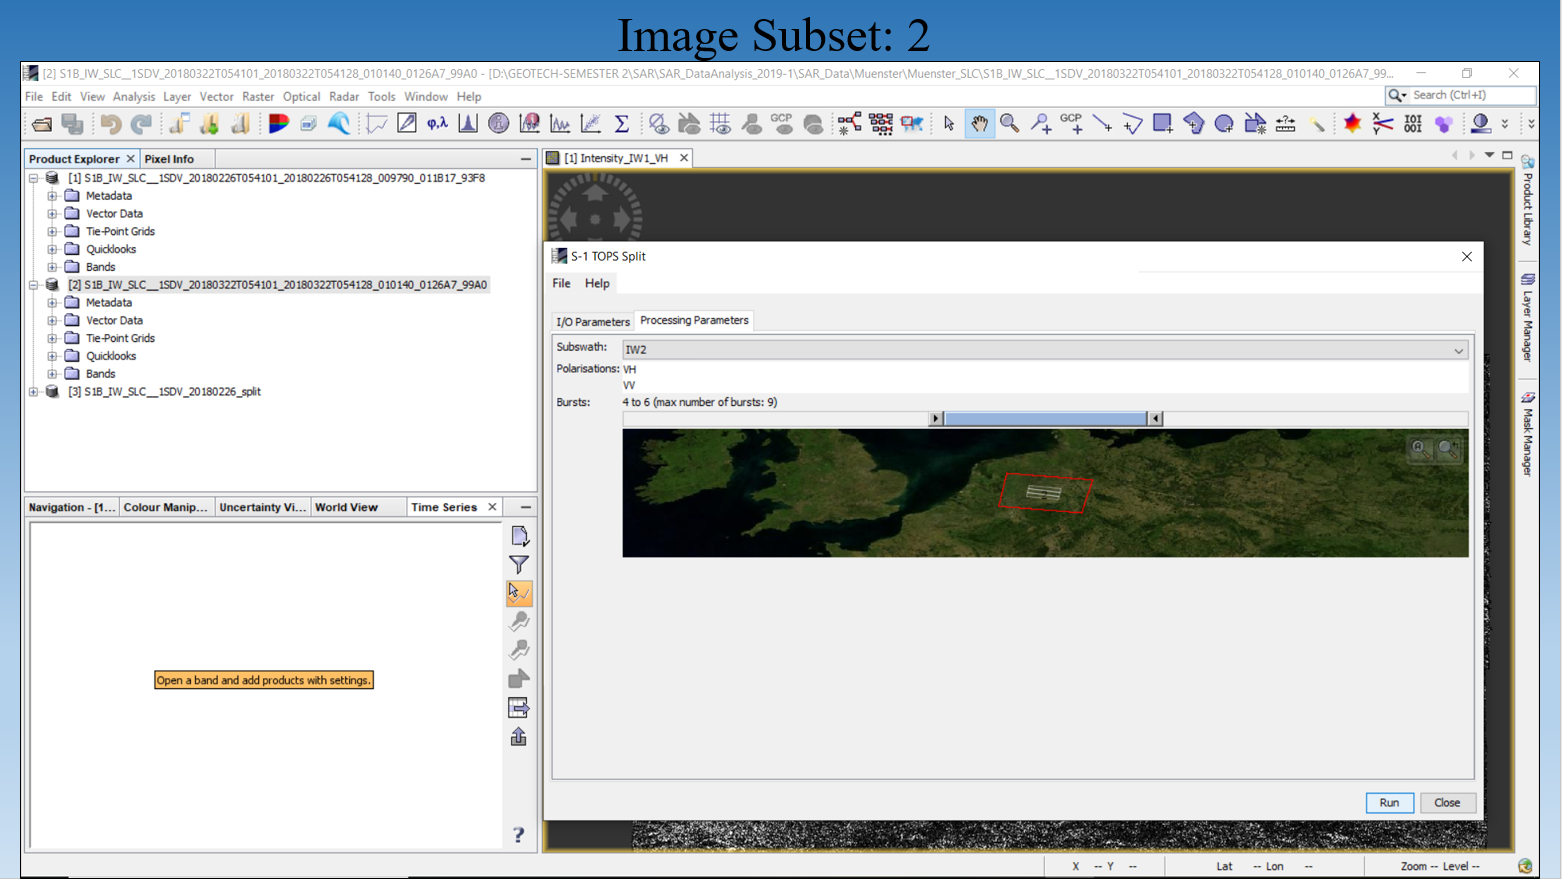 Image Subset: 2
[2] S1B_IW_SLC__1SDV_20180322T054101_20180322T054128_010140_0126A7_99A0 - [D:\GEOTECH-SEMESTER 2\SAR\SAR_DataAnalysis_2019-1\SAR_Data\Muenster\Muenster_SLC\S1B_IW_SLC__1SDV_20180322T054101_20180322T054128_010140_0126A7_99...
File Edit View Analysis Layer Vector Raster Optical Radar Tools Window Help
Search (Ctrl+I)
φ,λ Σ GCP GCP
Product Explorer Pixel Info
[1] Intensity_IW1_VH
[1] S1B_IW_SLC__1SDV_20180226T054101_20180226T054128_009790_011B17_93F8
Metadata
Vector Data
Tie-Point Grids
Quicklooks
Bands
[2] S1B_IW_SLC__1SDV_20180322T054101_20180322T054128_010140_0126A7_99A0
Metadata
Vector Data
Tie-Point Grids
Quicklooks
Bands
[3] S1B_IW_SLC__1SDV_20180226_split
Product Library
Layer Manager
Mask Manager
S-1 TOPS Split
File Help
I/O Parameters Processing Parameters
Subswath: IW2
Polarisations: VH
VV
Bursts: 4 to 6 (max number of bursts: 9)
Run Close
Navigation - [1... Colour Manip... Uncertainty Vi... World View Time Series
Open a band and add products with settings.
?
X -- Y -- Lat -- Lon -- Zoom -- Level --